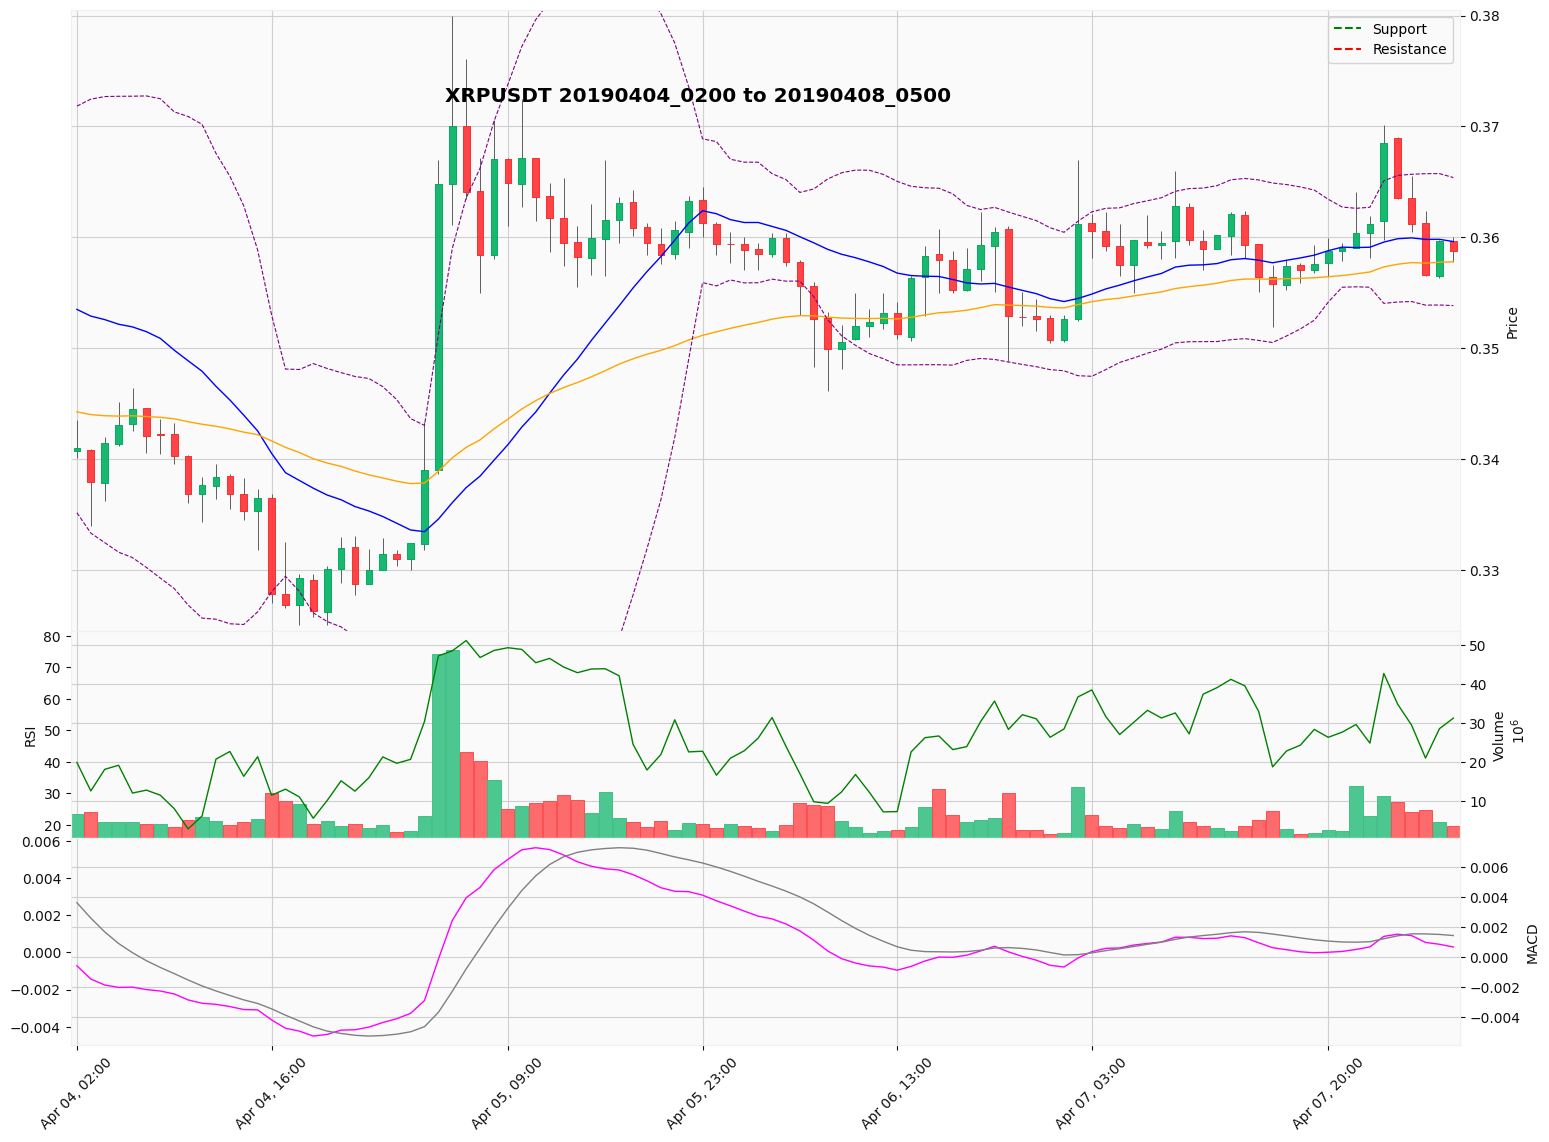 XRPUSDT 20190404_0200 to 20190408_0500
Support
Resistance
0.38
0.37
0.36
0.35
0.34
0.33
Price
80
70
60
50
40
30
20
RSI
50
40
30
20
10
Volume
10^6
0.006
0.004
0.002
0.000
−0.002
−0.004
0.006
0.004
0.002
0.000
−0.002
−0.004
MACD
Apr 04, 02:00
Apr 04, 16:00
Apr 05, 09:00
Apr 05, 23:00
Apr 06, 13:00
Apr 07, 03:00
Apr 07, 20:00